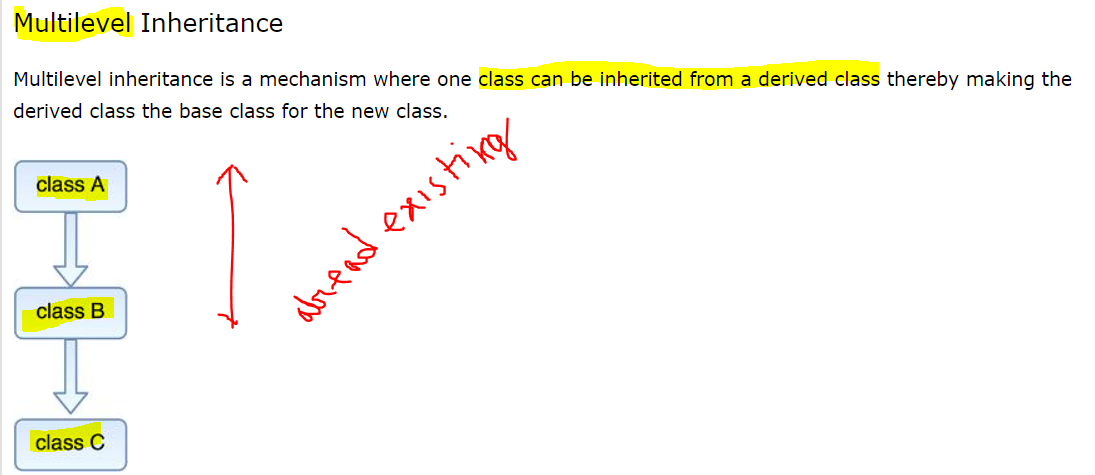 Multilevel Inheritance
Multilevel inheritance is a mechanism where one class can be inherited from a derived class thereby making the
derived class the base class for the new class.
class A
class B
class C
alread existing